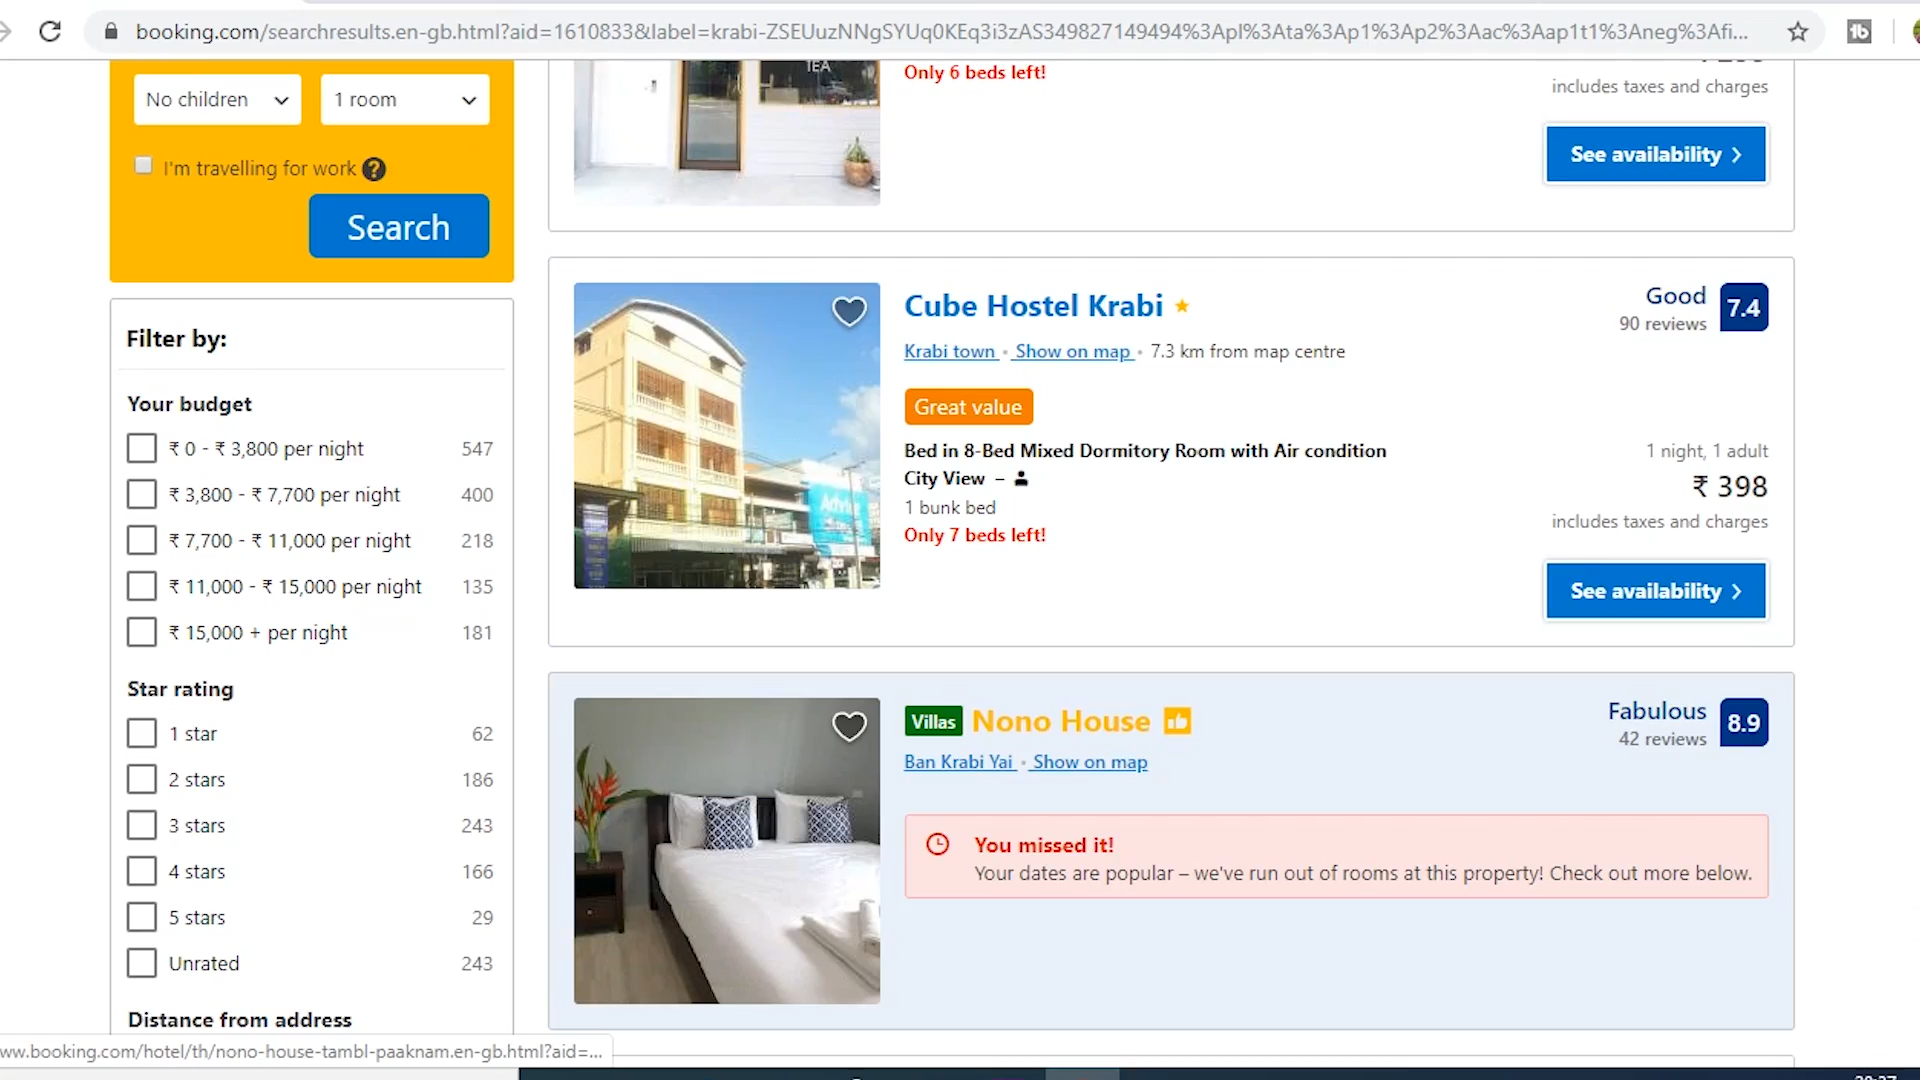 booking.com/searchresults.en-gb.html?aid=1610833&label=krabi-ZSEUuzNNgSYUq0KEq3i3zAS349827149494%3Apl%3Ata%3Ap1%3Ap2%3Aac%3Aap1t1%3Aneg%3Afi...
No children
1 room
I'm travelling for work ?
Search
Filter by:
Your budget
₹ 0 - ₹ 3,800 per night 547
₹ 3,800 - ₹ 7,700 per night 400
₹ 7,700 - ₹ 11,000 per night 218
₹ 11,000 - ₹ 15,000 per night 135
₹ 15,000 + per night 181
Star rating
1 star 62
2 stars 186
3 stars 243
4 stars 166
5 stars 29
Unrated 243
Distance from address
TEA
Only 6 beds left!
includes taxes and charges
See availability
Cube Hostel Krabi
Good
7.4
90 reviews
Krabi town • Show on map • 7.3 km from map centre
Great value
Bed in 8-Bed Mixed Dormitory Room with Air condition
City View –
1 bunk bed
Only 7 beds left!
1 night, 1 adult
₹ 398
includes taxes and charges
See availability
Villas Nono House
Fabulous
8.9
42 reviews
Ban Krabi Yai • Show on map
You missed it!
Your dates are popular – we've run out of rooms at this property! Check out more below.
ww.booking.com/hotel/th/nono-house-tambl-paaknam.en-gb.html?aid=...